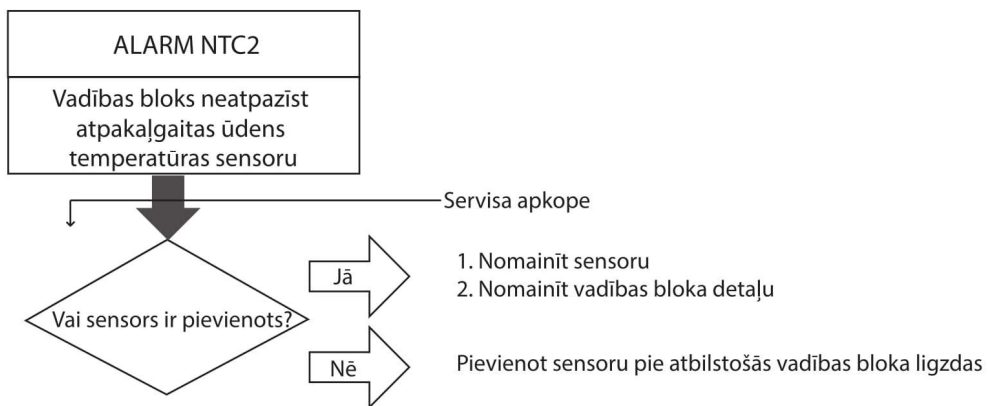 ALARM NTC2
Vadības bloks neatpazīst
atpakaļgaitas ūdens
temperatūras sensoru
Servisa apkope
Vai sensors ir pievienots?
Jā
1. Nomainīt sensoru
2. Nomainīt vadības bloka detaļu
Nē
Pievienot sensoru pie atbilstošās vadības bloka ligzdas